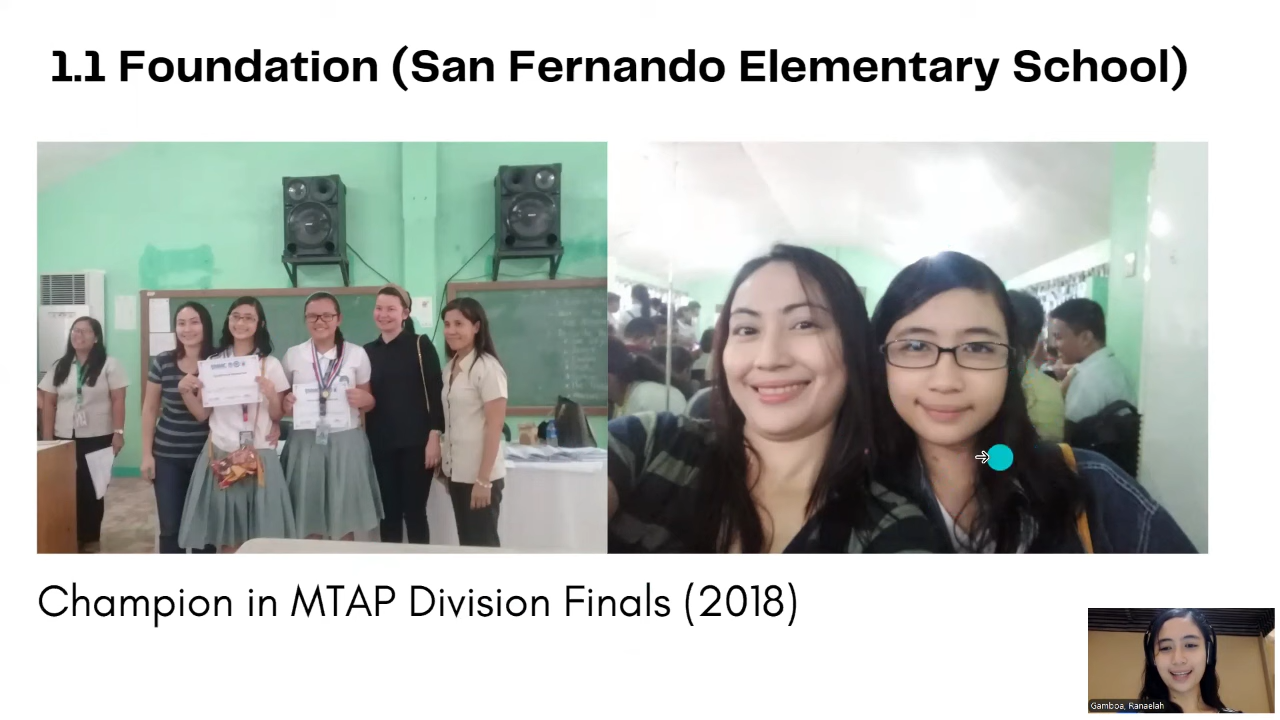 1.1 Foundation (San Fernando Elementary School)
Champion in MTAP Division Finals (2018)
Gamboa, Ranaelah